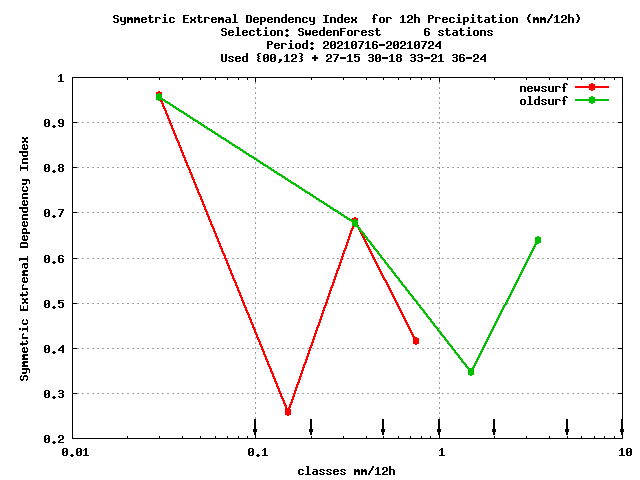 Symmetric Extremal Dependency Index  for 12h Precipitation (mm/12h)
Selection: SwedenForest      6 stations
Period: 20210716-20210724
Used {00,12} + 27-15 30-18 33-21 36-24
newsurf
oldsurf
Symmetric Extremal Dependency Index
1
0.9
0.8
0.7
0.6
0.5
0.4
0.3
0.2
0.01 0.1 1 10
classes mm/12h